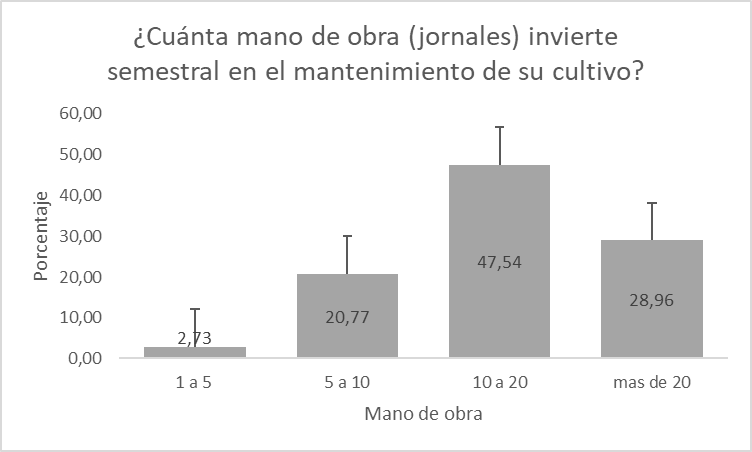 ¿Cuánta mano de obra (jornales) invierte
semestral en el mantenimiento de su cultivo?
60,00
50,00
40,00
30,00
20,00
10,00
0,00
Porcentaje
2,73
20,77
47,54
28,96
1 a 5
5 a 10
10 a 20
mas de 20
Mano de obra